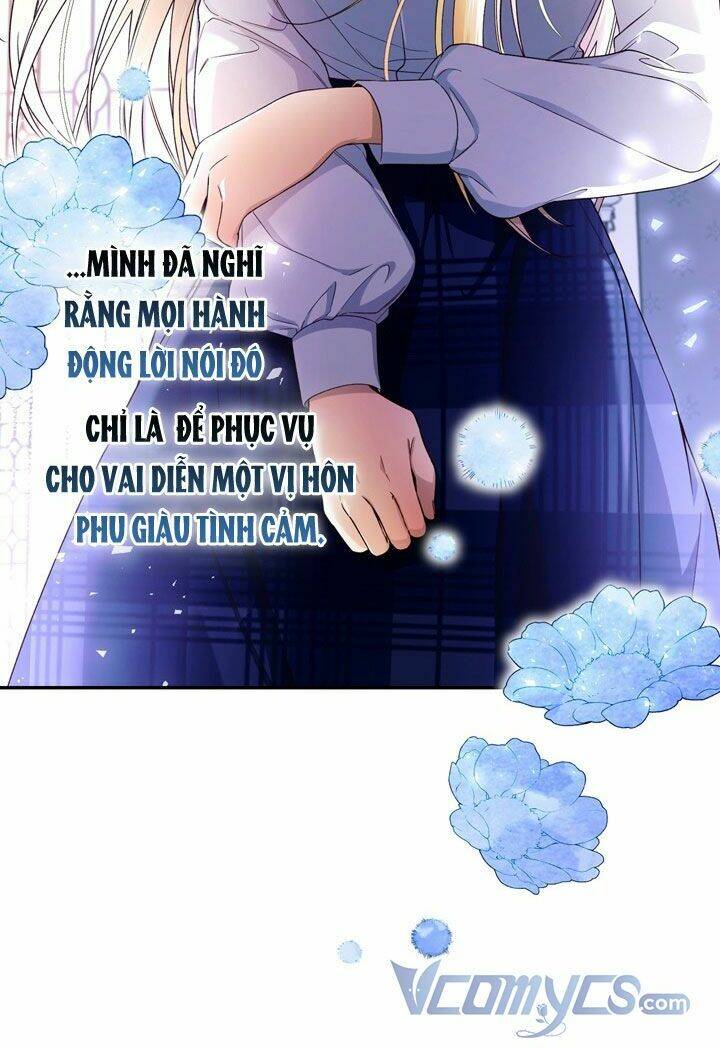 ...MÌNH ĐÃ NGHĨ
RẰNG MỌI HÀNH
ĐỘNG LỜI NÓI ĐÓ
CHỈ LÀ ĐỂ PHỤC VỤ
CHO VAI DIỄN MỘT VỊ HÔN
PHU GIÀU TÌNH CẢM.
VCOMYCS.com